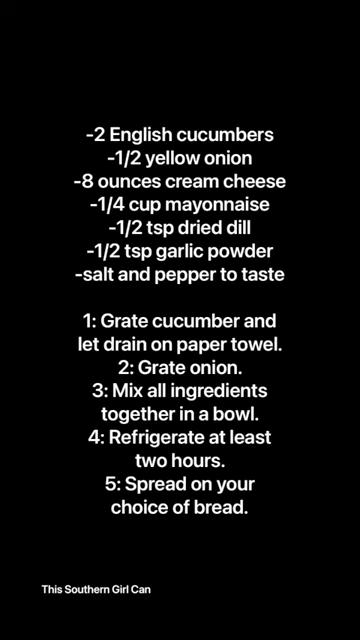 -2 English cucumbers
-1/2 yellow onion
-8 ounces cream cheese
-1/4 cup mayonnaise
-1/2 tsp dried dill
-1/2 tsp garlic powder
-salt and pepper to taste
1: Grate cucumber and
let drain on paper towel.
2: Grate onion.
3: Mix all ingredients
together in a bowl.
4: Refrigerate at least
two hours.
5: Spread on your
choice of bread.
This Southern Girl Can